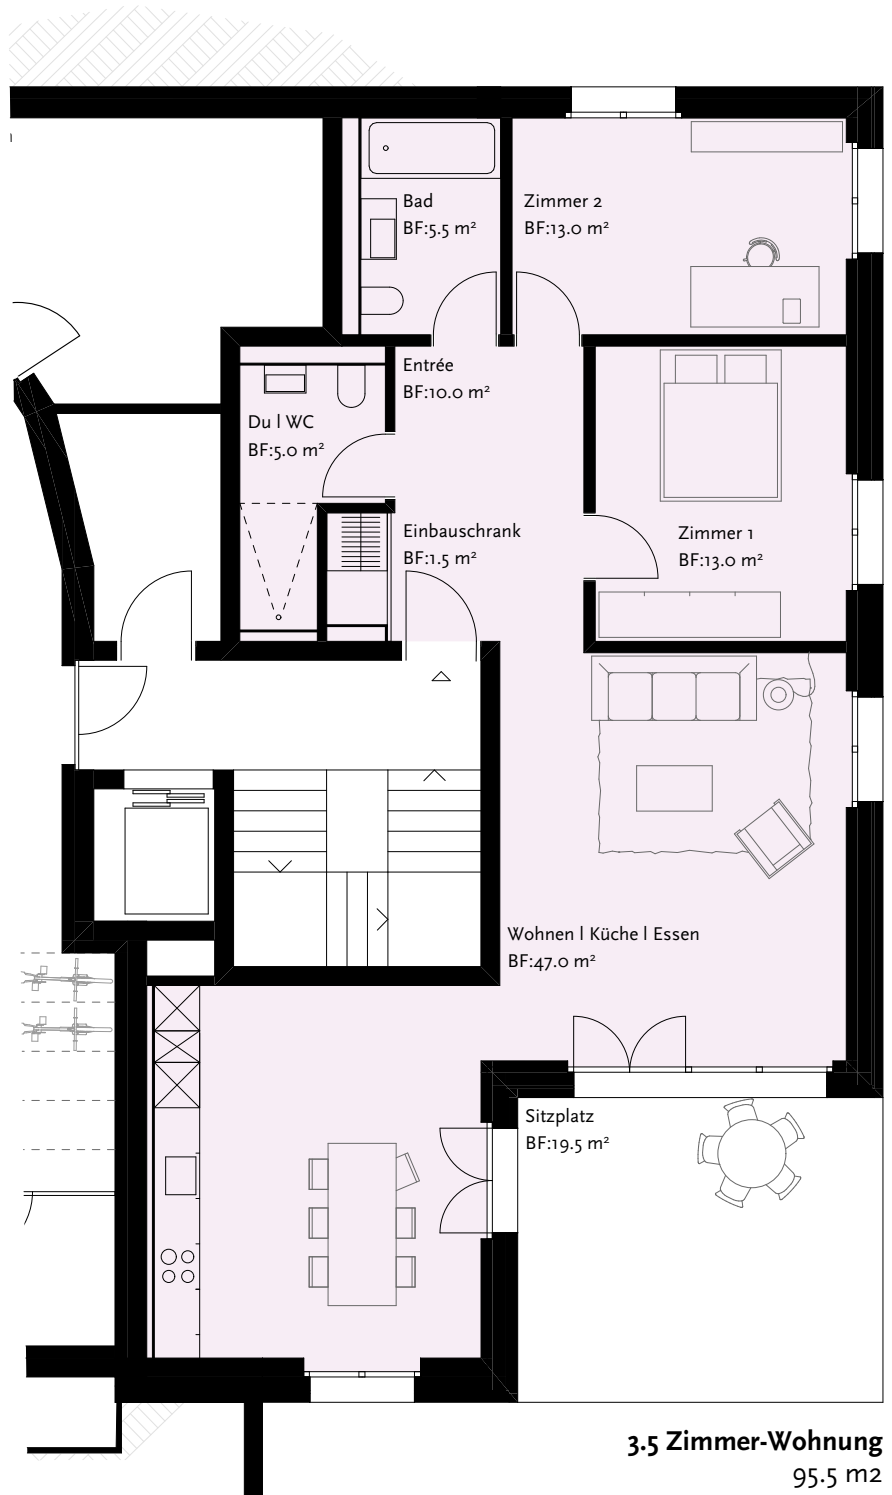 Bad
BF:5.5 m²
Zimmer 2
BF:13.0 m²
Entrée
BF:10.0 m²
Du | WC
BF:5.0 m²
Einbauschrank
BF:1.5 m²
Zimmer 1
BF:13.0 m²
Wohnen | Küche | Essen
BF:47.0 m²
Sitzplatz
BF:19.5 m²
3.5 Zimmer-Wohnung
95.5 m2